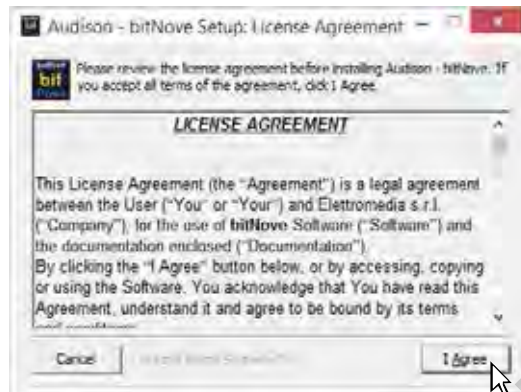 Audison - bitNove Setup: License Agreement
bit
Please review the license agreement before installing Audison - bitNove. If
you accept all terms of the agreement, click I Agree.
LICENSE AGREEMENT
This License Agreement (the "Agreement") is a legal agreement
between the User ("You" or "Your") and Elettromedia s.r.l.
("Company"), for the use of bitNove Software ("Software") and
the documentation enclosed ("Documentation").
By clicking the "I Agree" button below, or by accessing, copying
or using the Software. You acknowledge that You have read this
Agreement, understand it and agree to be bound by its terms
Cancel
I Agree